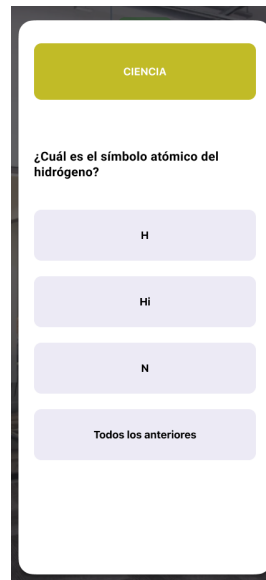 CIENCIA
¿Cuál es el símbolo atómico del
hidrógeno?
H
Hi
N
Todos los anteriores